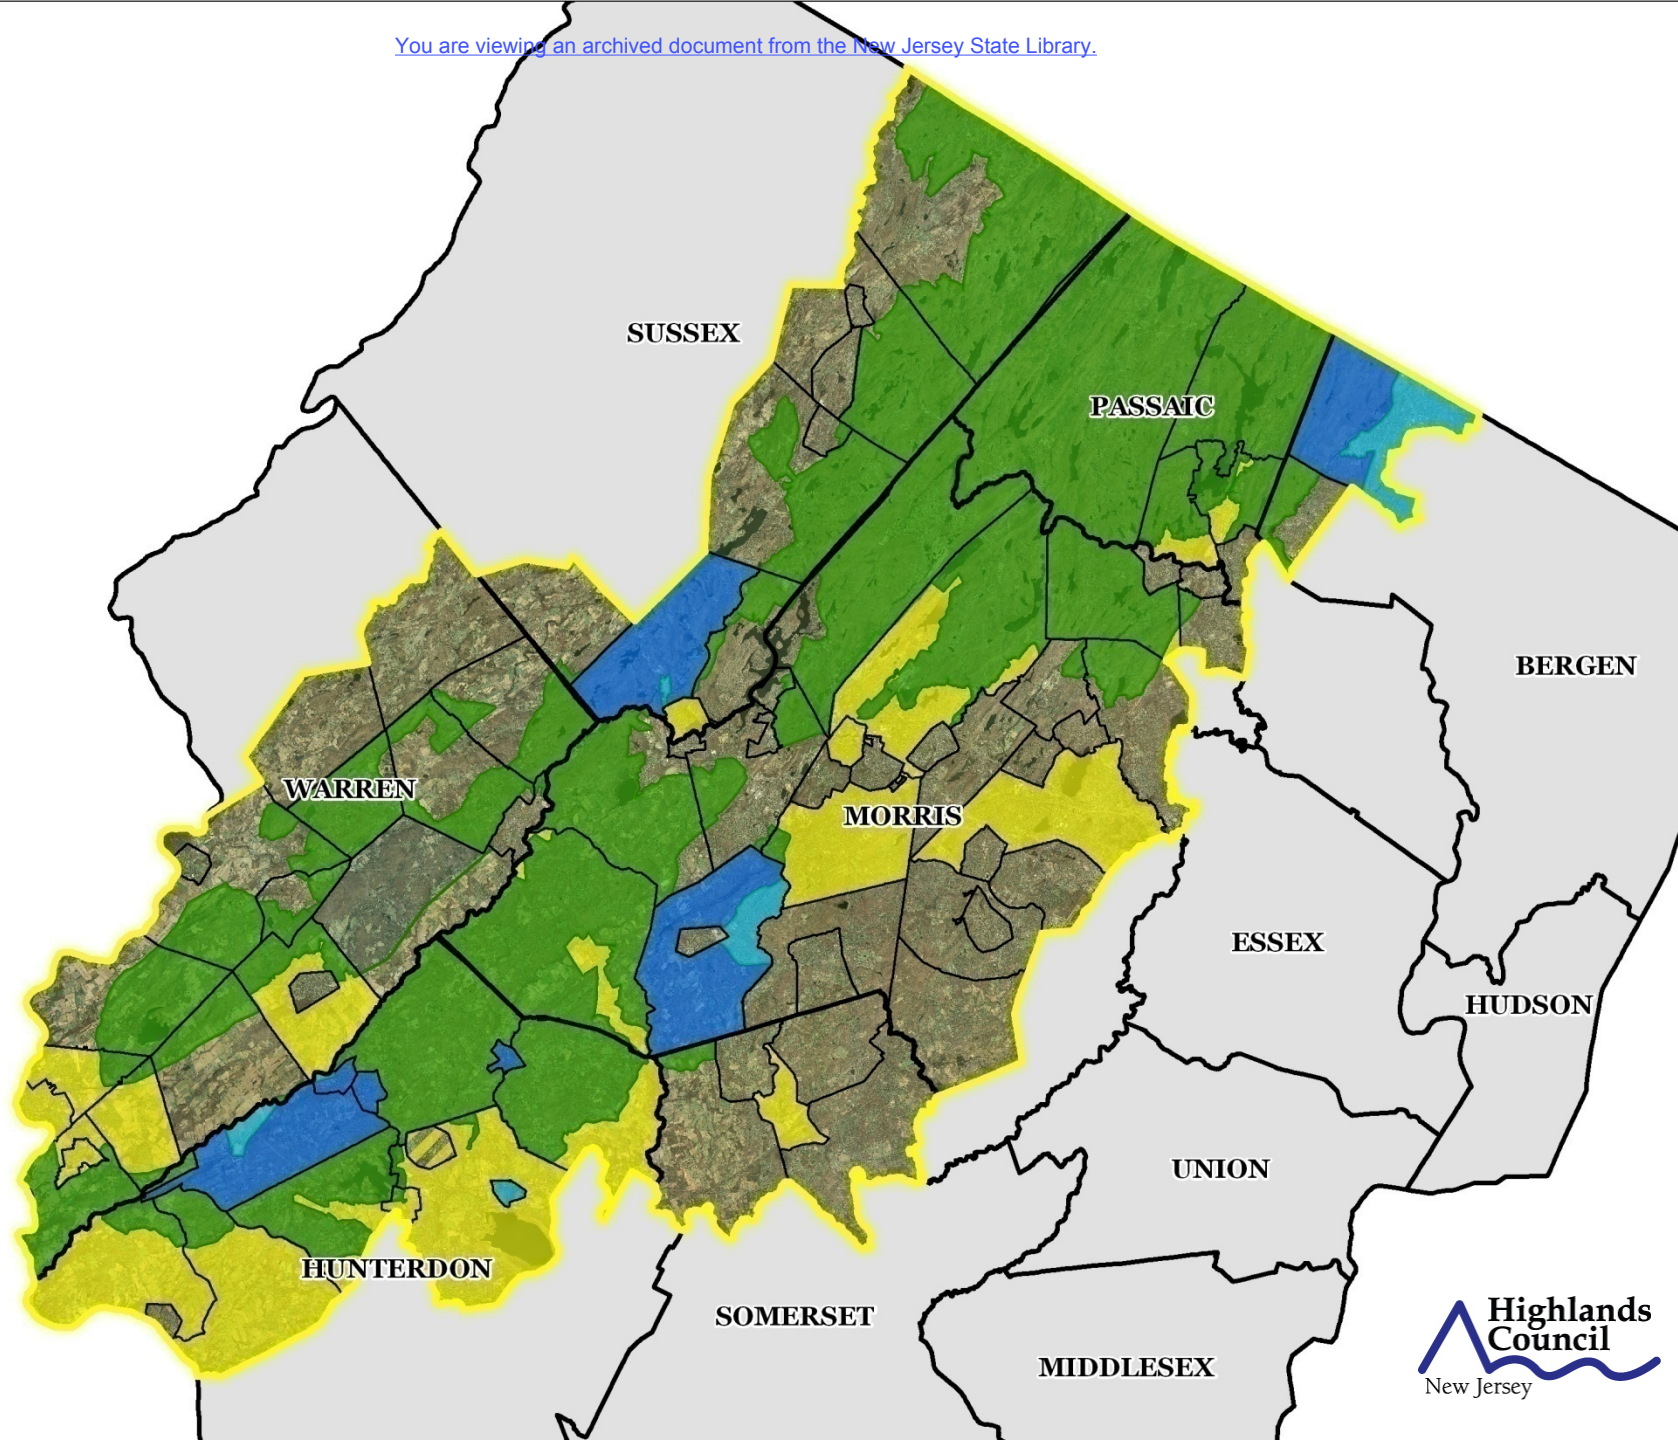 You are viewing an archived document from the New Jersey State Library.
SUSSEX
PASSAIC
BERGEN
WARREN
MORRIS
ESSEX
HUDSON
UNION
HUNTERDON
SOMERSET
MIDDLESEX
Highlands
Council
New Jersey